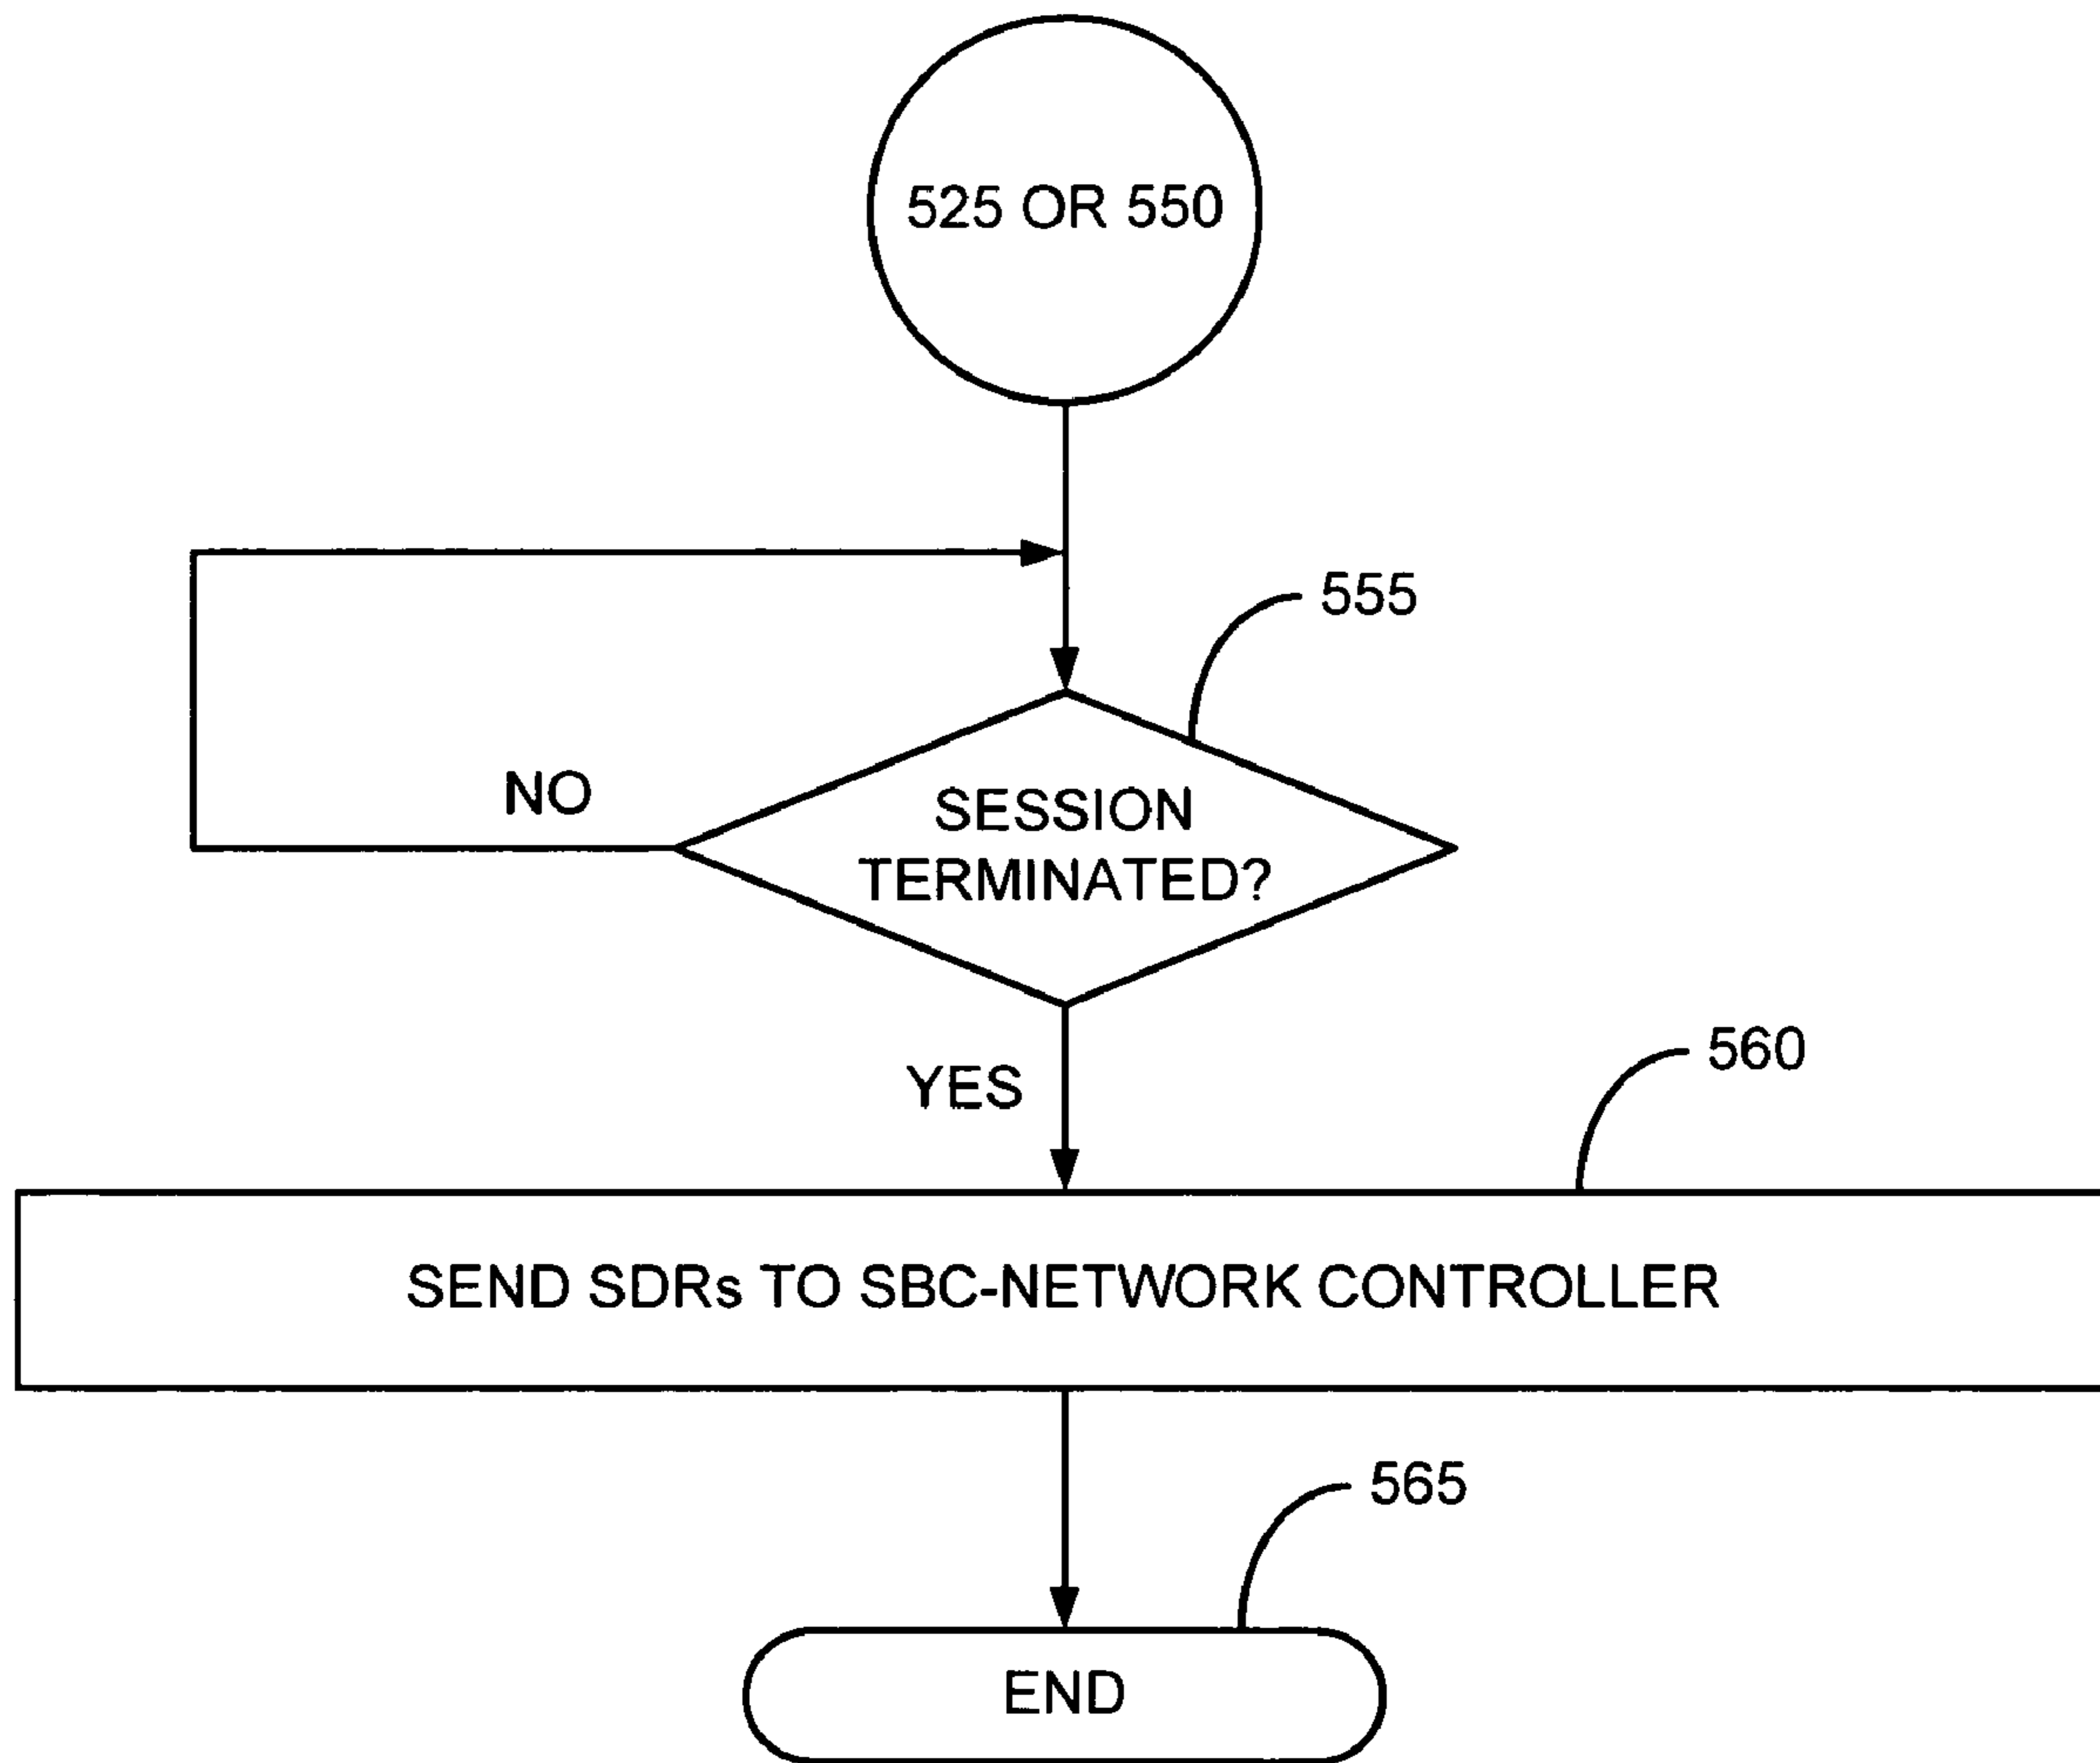 525 OR 550
555
NO
SESSION
TERMINATED?
560
YES
SEND SDRs TO SBC-NETWORK CONTROLLER
565
END